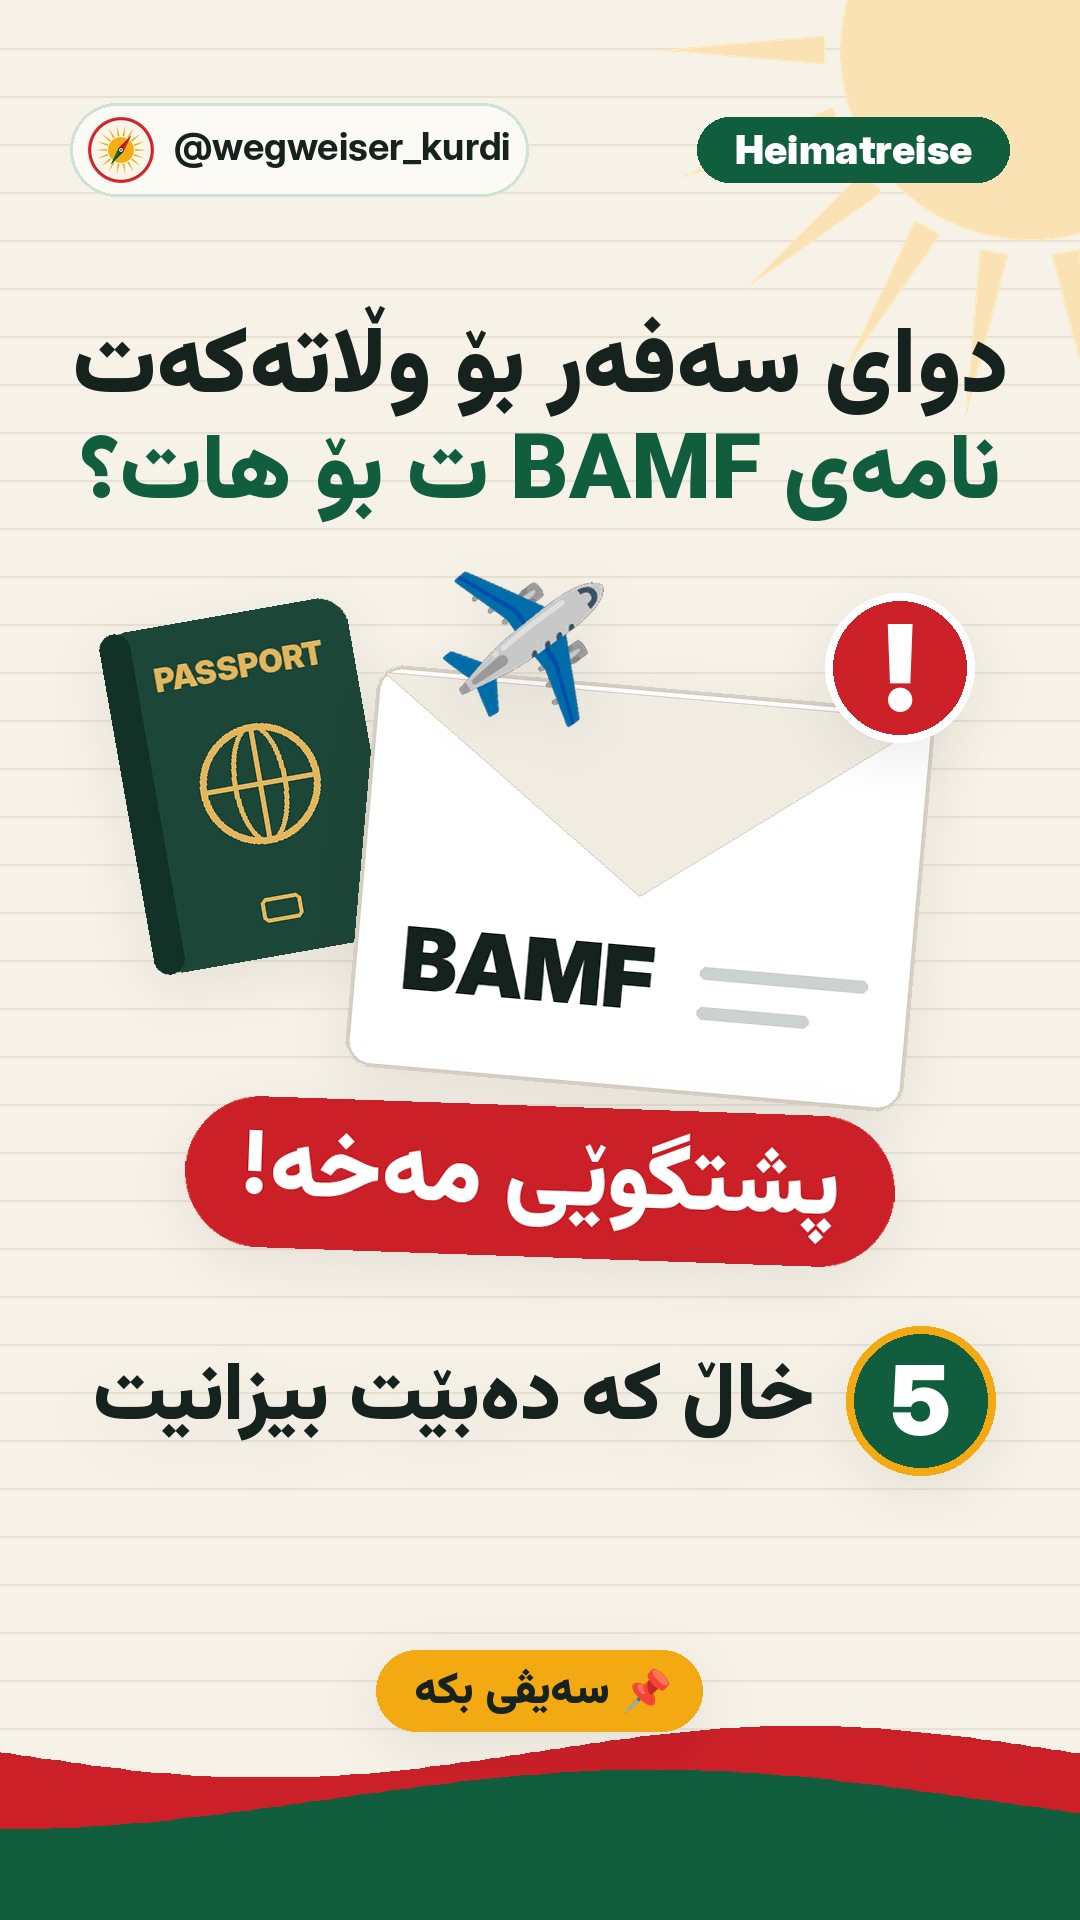 @wegweiser_kurdi
Heimatreise
دوای سەفەر بۆ وڵاتەکەت
نامەی BAMF ت بۆ هات؟
PASSPORT
BAMF
پشتگوێی مەخە!
5 خاڵ کە دەبێت بیزانیت
📌 سەیڤی بکە